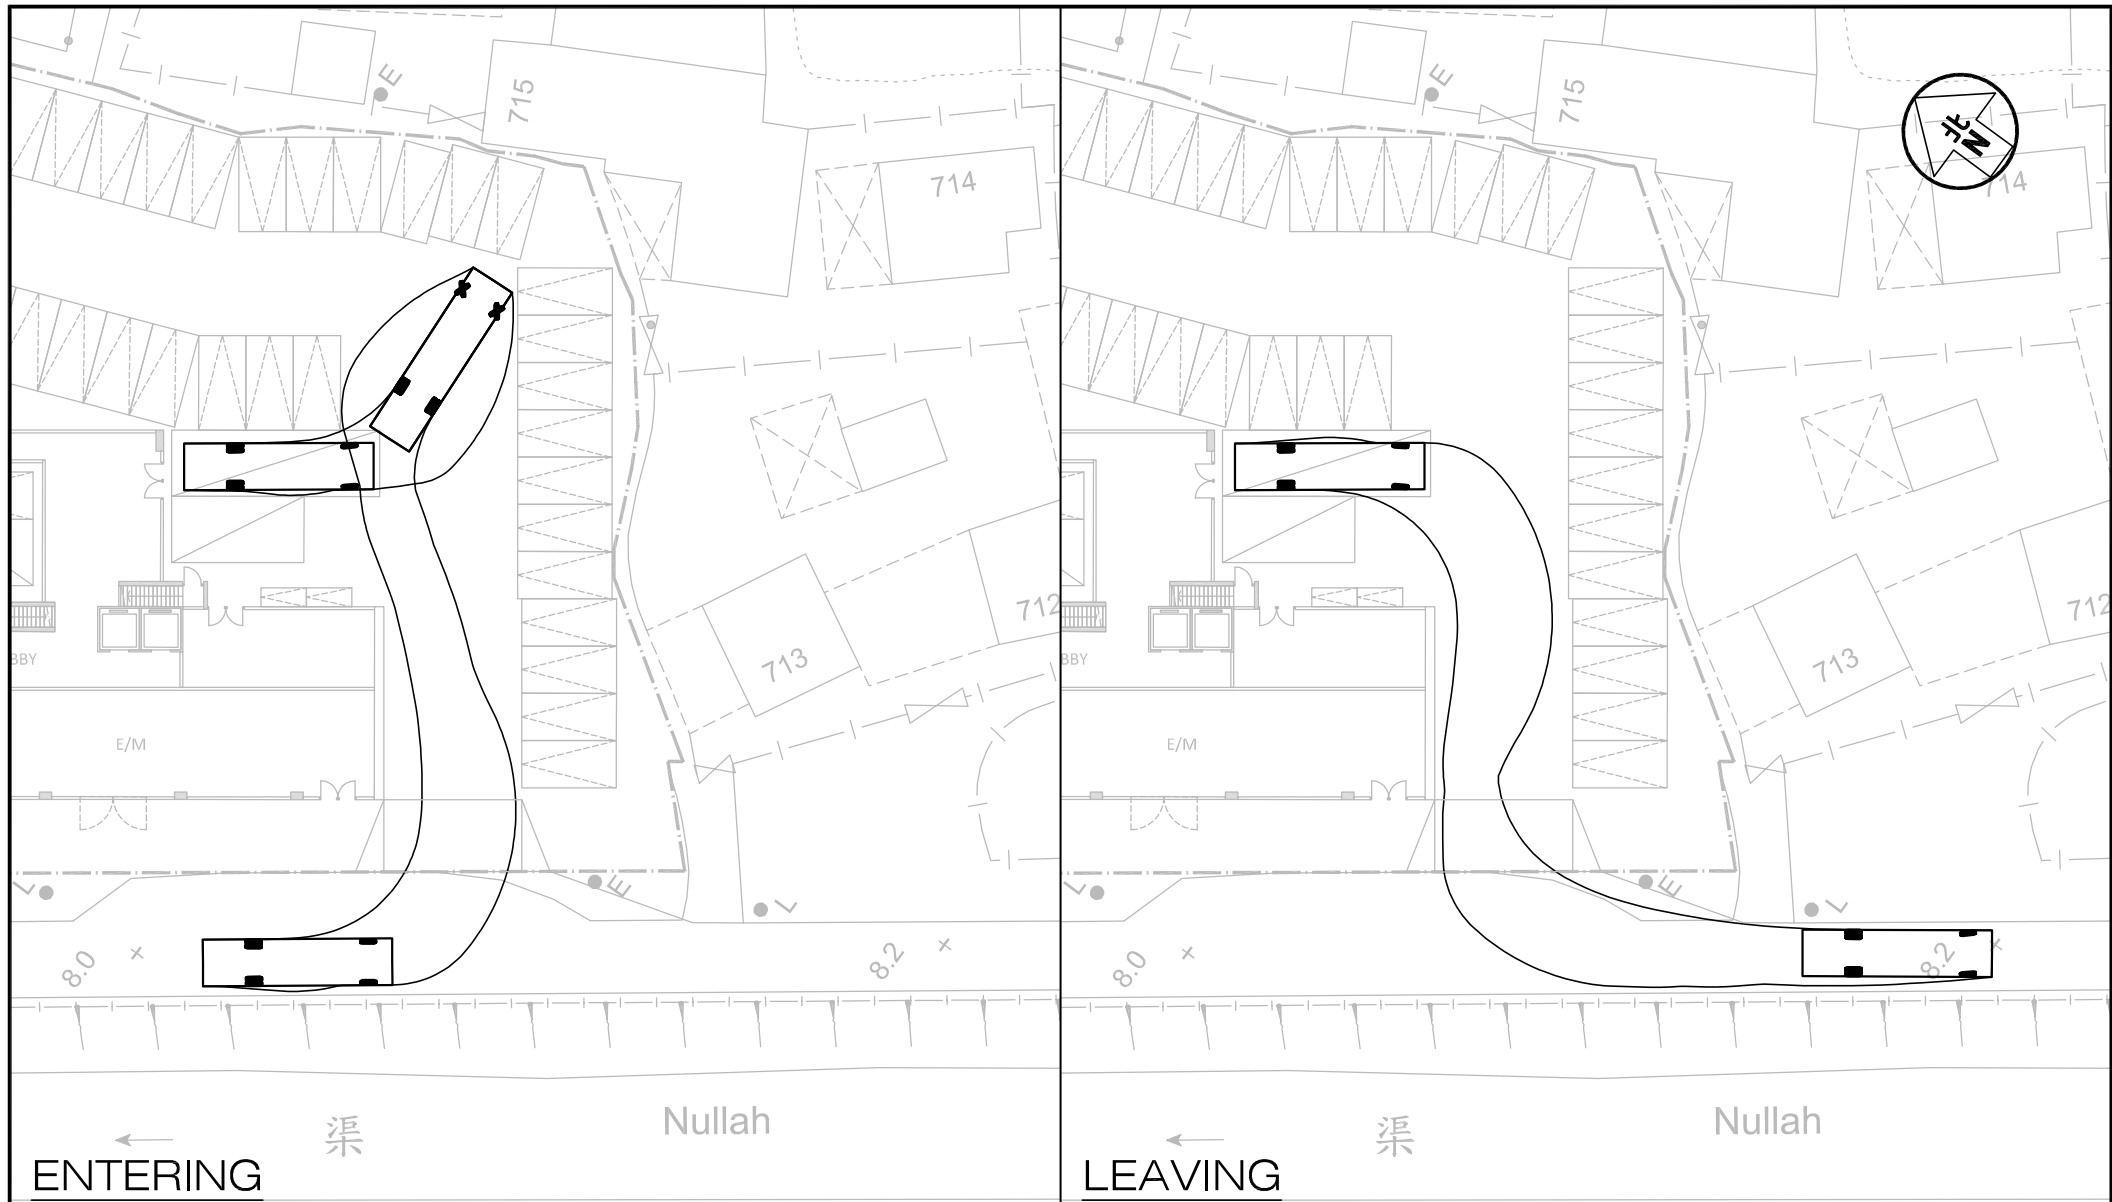 E
715
714
712
713
BBY
E/M
L
E
L
8.0
8.2
渠
Nullah
ENTERING
E
715
北
N
714
712
713
BBY
E/M
L
E
L
8.0
8.2
渠
Nullah
LEAVING